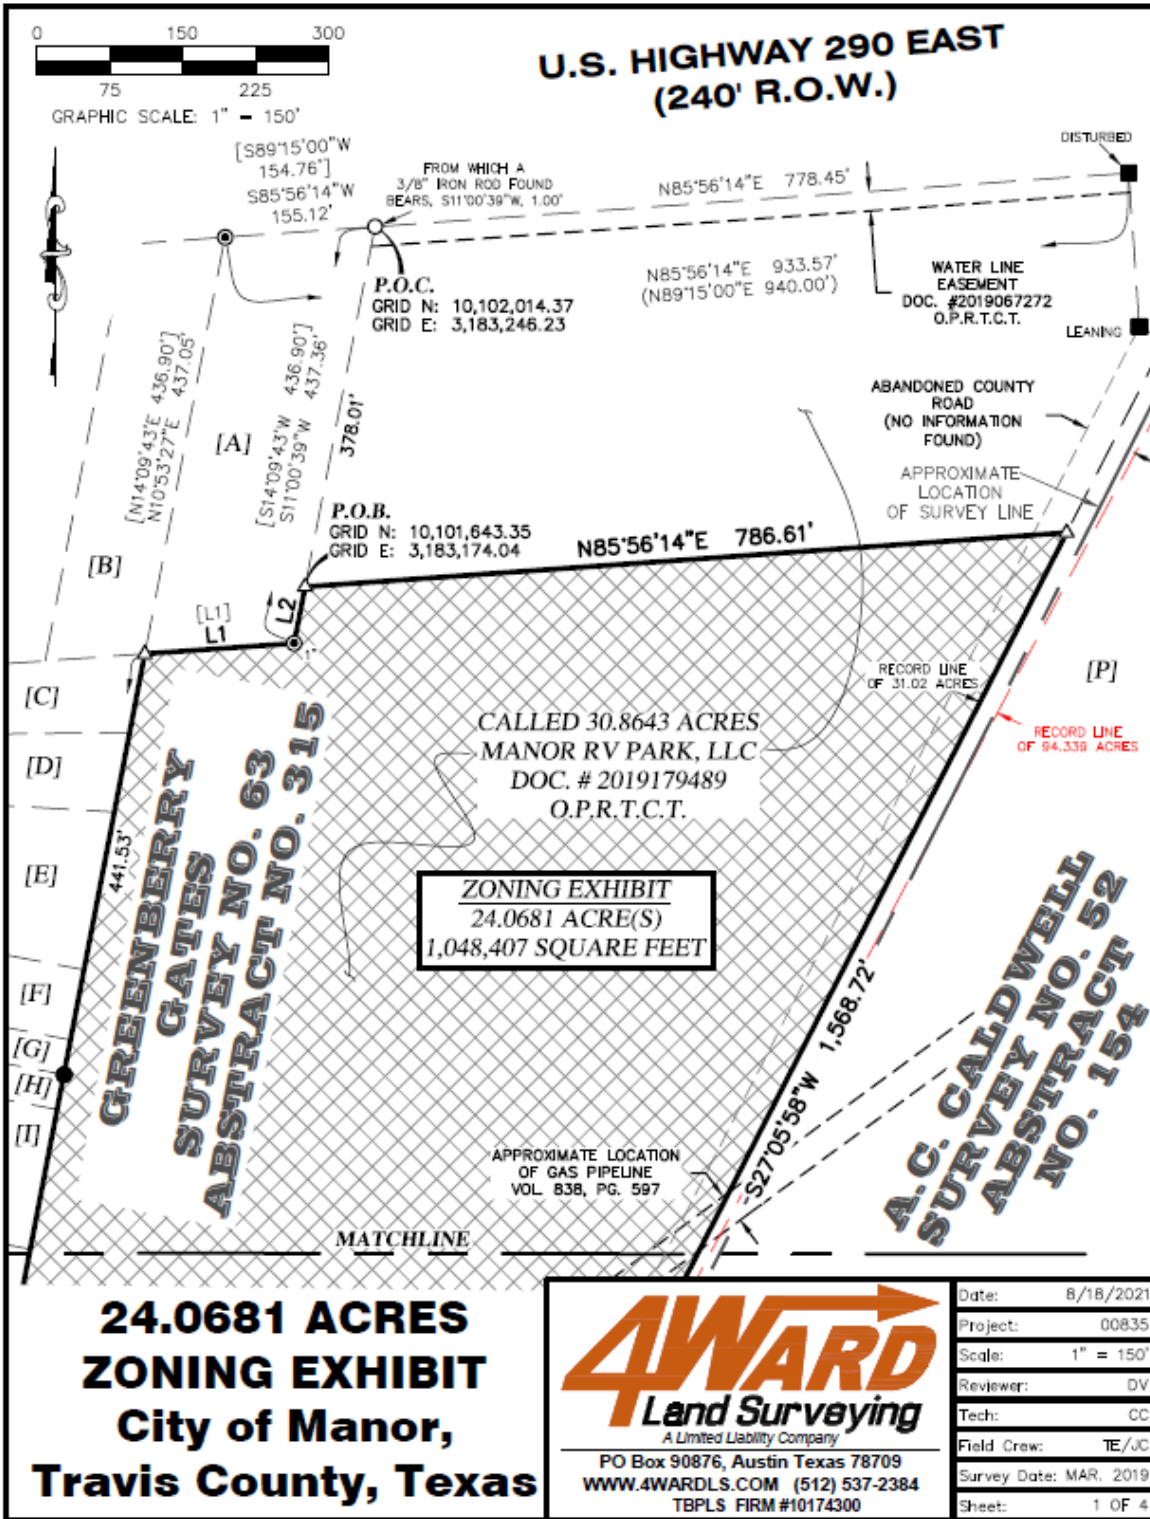 0 150 300
75 225
GRAPHIC SCALE: 1" = 150'
U.S. HIGHWAY 290 EAST
(240' R.O.W.)
[S89°15'00"W
154.76']
S85°56'14"W
155.12'
FROM WHICH A
3/8" IRON ROD FOUND
BEARS, S11°00'39"W, 1.00'
N85°56'14"E 778.45'
DISTURBED
P.O.C.
GRID N: 10,102,014.37
GRID E: 3,183,246.23
N85°56'14"E 933.57'
(N89°15'00"E 940.00')
WATER LINE
EASEMENT
DOC. #2019067272
O.P.R.T.C.T.
LEANING
[N14°09'43"E 436.90']
N10°53'27"E 437.05'
[A]
[S14°09'43"W 436.90']
S11°00'39"W 437.36'
378.01'
ABANDONED COUNTY
ROAD
(NO INFORMATION
FOUND)
APPROXIMATE
LOCATION
OF SURVEY LINE
P.O.B.
GRID N: 10,101,643.35
GRID E: 3,183,174.04
N85°56'14"E 786.61'
[B]
[L1]
L1
L2
1"
[C]
[D]
[E]
[F]
[G]
[H]
[I]
441.53'
RECORD LINE
OF 31.02 ACRES
[P]
RECORD LINE
OF 94.339 ACRES
CALLED 30.8643 ACRES
MANOR RV PARK, LLC
DOC. # 2019179489
O.P.R.T.C.T.
GREENBERRY
GATES
SURVEY NO. 63
ABSTRACT NO. 315
ZONING EXHIBIT
24.0681 ACRE(S)
1,048,407 SQUARE FEET
S27°05'58"W 1,568.72'
A.C. CALDWELL
SURVEY NO. 52
ABSTRACT
NO. 154
APPROXIMATE LOCATION
OF GAS PIPELINE
VOL. 838, PG. 597
MATCHLINE
24.0681 ACRES
ZONING EXHIBIT
City of Manor,
Travis County, Texas
4WARD
Land Surveying
A Limited Liability Company
PO Box 90876, Austin Texas 78709
WWW.4WARDLS.COM (512) 537-2384
TBPLS FIRM #10174300
Date: 8/18/2021
Project: 00835
Scale: 1" = 150'
Reviewer: DV
Tech: CC
Field Crew: TE/JC
Survey Date: MAR. 2019
Sheet: 1 OF 4